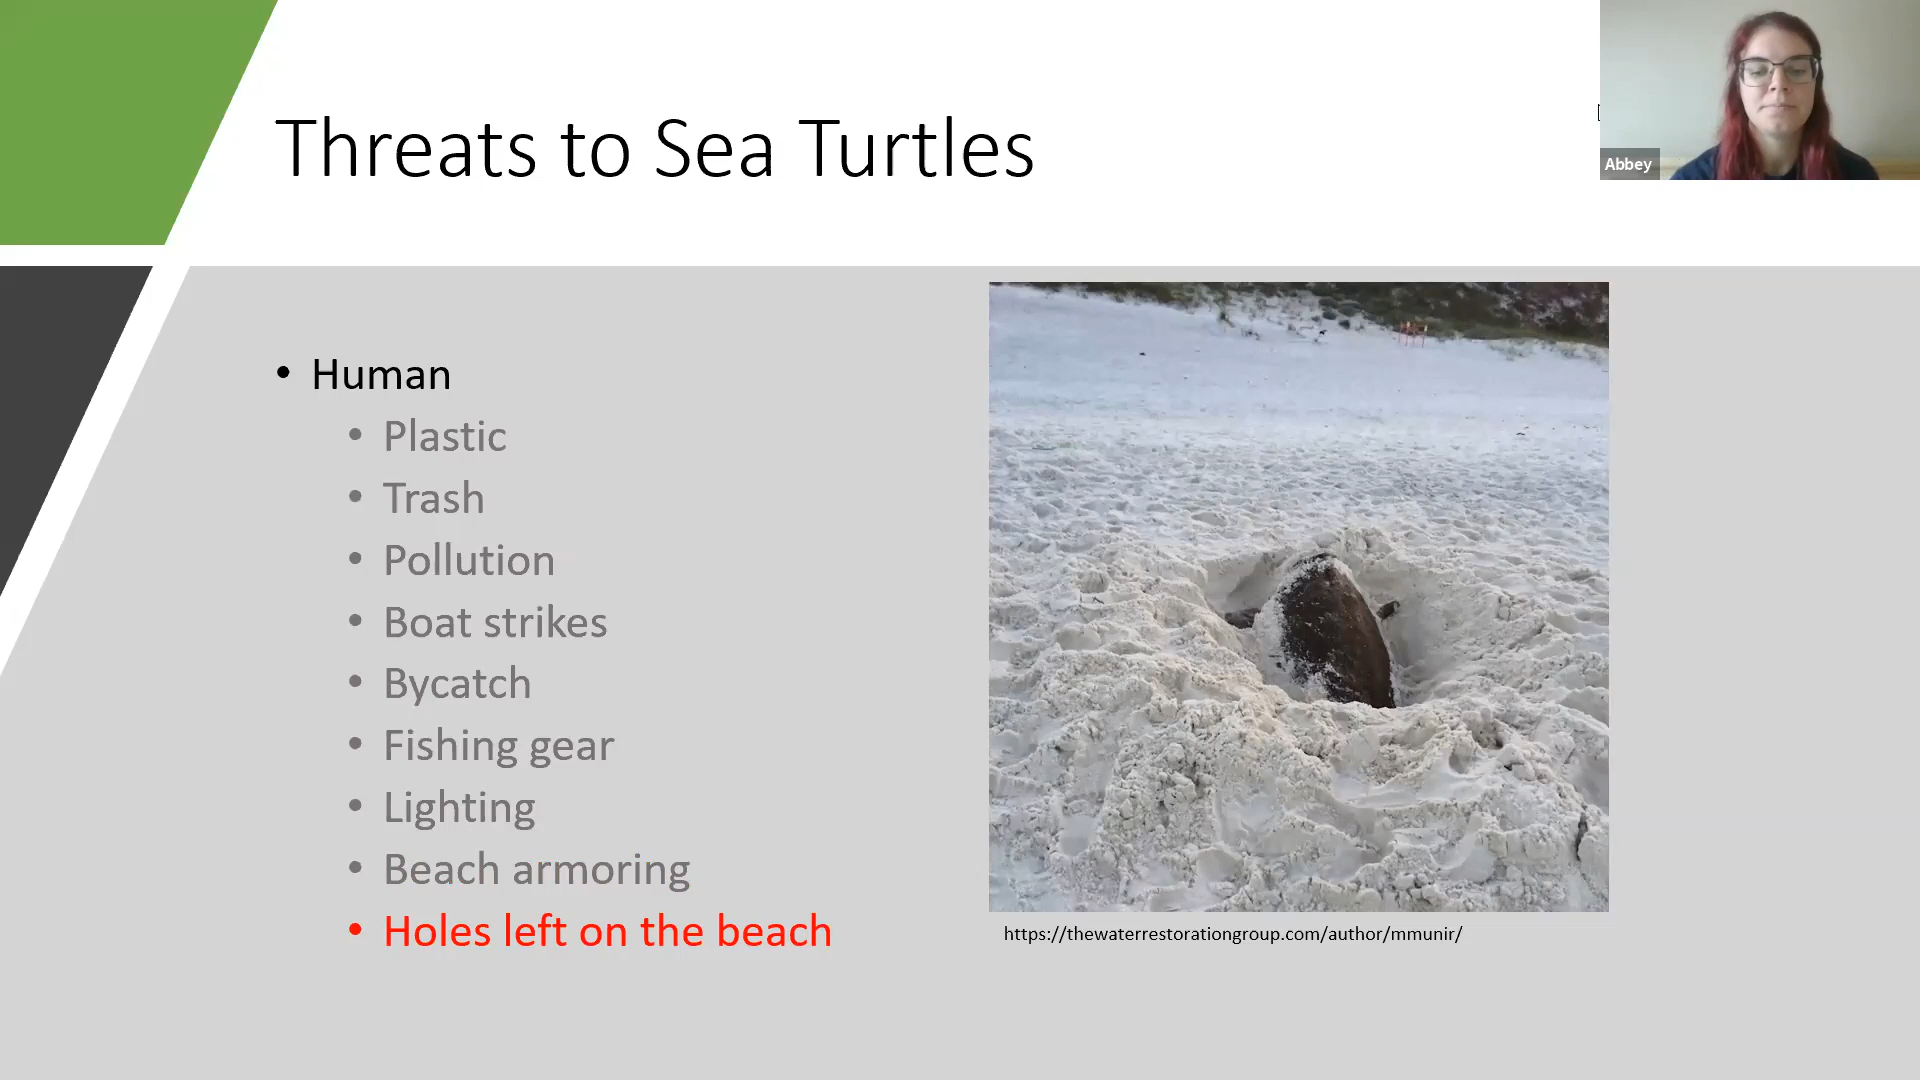 Threats to Sea Turtles
Abbey
• Human
• Plastic
• Trash
• Pollution
• Boat strikes
• Bycatch
• Fishing gear
• Lighting
• Beach armoring
• Holes left on the beach
https://thewaterrestorationgroup.com/author/mmunir/